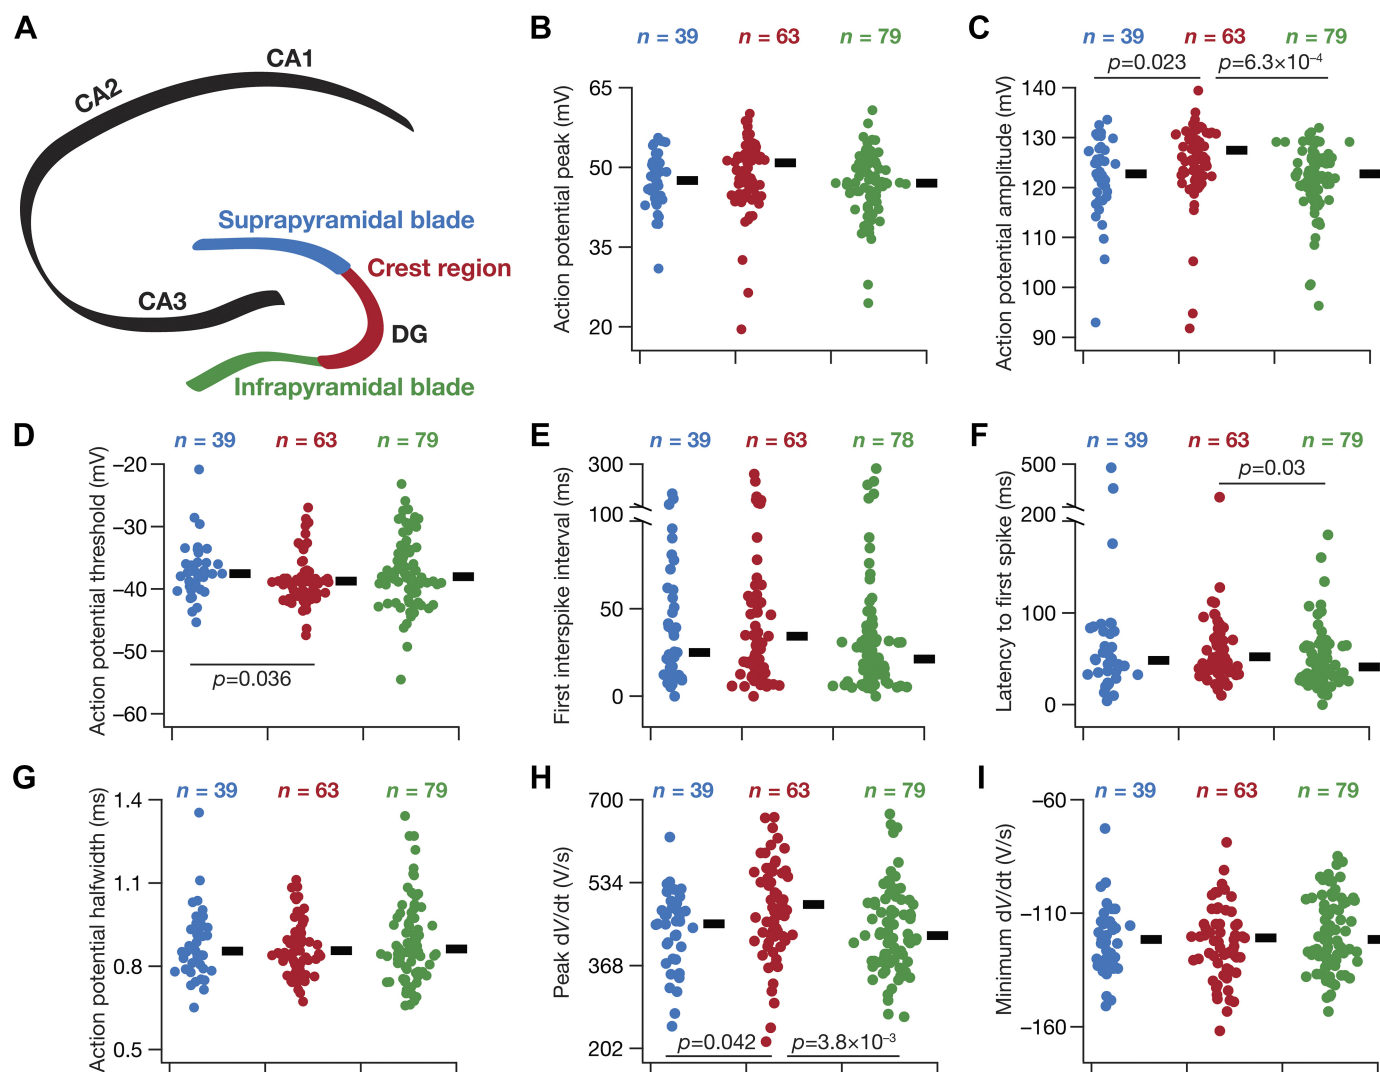 A
CA1
CA2
Suprapyramidal blade
Crest region
CA3
DG
Infrapyramidal blade
B
n = 39
n = 63
n = 79
Action potential peak (mV)
65
50
35
20
C
n = 39
n = 63
n = 79
p=0.023
p=6.3×10⁻⁴
Action potential amplitude (mV)
140
130
120
110
100
90
D
n = 39
n = 63
n = 79
Action potential threshold (mV)
−20
−30
−40
−50
−60
p=0.036
E
n = 39
n = 63
n = 78
First interspike interval (ms)
300
100
50
0
F
n = 39
n = 63
n = 79
p=0.03
Latency to first spike (ms)
500
200
100
0
G
n = 39
n = 63
n = 79
Action potential halfwidth (ms)
1.4
1.1
0.8
0.5
H
n = 39
n = 63
n = 79
Peak dV/dt (V/s)
700
534
368
202
p=0.042
p=3.8×10⁻³
I
n = 39
n = 63
n = 79
Minimum dV/dt (V/s)
−60
−110
−160